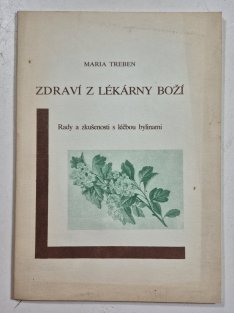 MARIA TREBEN
ZDRAVÍ Z LÉKÁRNY BOŽÍ
Rady a zkušenosti s léčbou bylinami